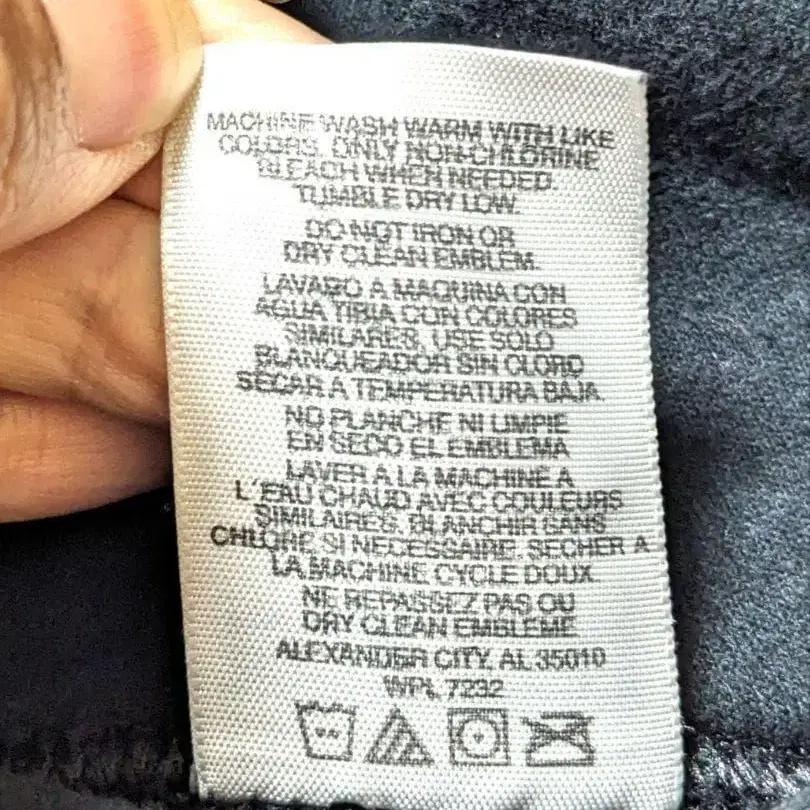 MACHINE WASH WARM WITH LIKE
COLORS. ONLY NON-CHLORINE
BLEACH WHEN NEEDED.
TUMBLE DRY LOW.
DO NOT IRON OR
DRY CLEAN EMBLEM.
LAVARO A MAQUINA CON
AGUA TIBIA CON COLORES
SIMILARES. USE SOLO
BLANQUEADOR SIN CLORO
SECAR A TEMPERATURA BAJA.
NO PLANCHE NI LIMPIE
EN SECO EL EMBLEMA
LAVER A LA MACHINE A
L'EAU CHAUD AVEC COULEURS
SIMILAIRES. BLANCHIR SANS
CHLORE SI NECESSAIRE. SECHER A
LA MACHINE CYCLE DOUX.
NE REPASSEZ PAS OU
DRY CLEAN EMBLEME
ALEXANDER CITY, AL 35010
WPL 7232